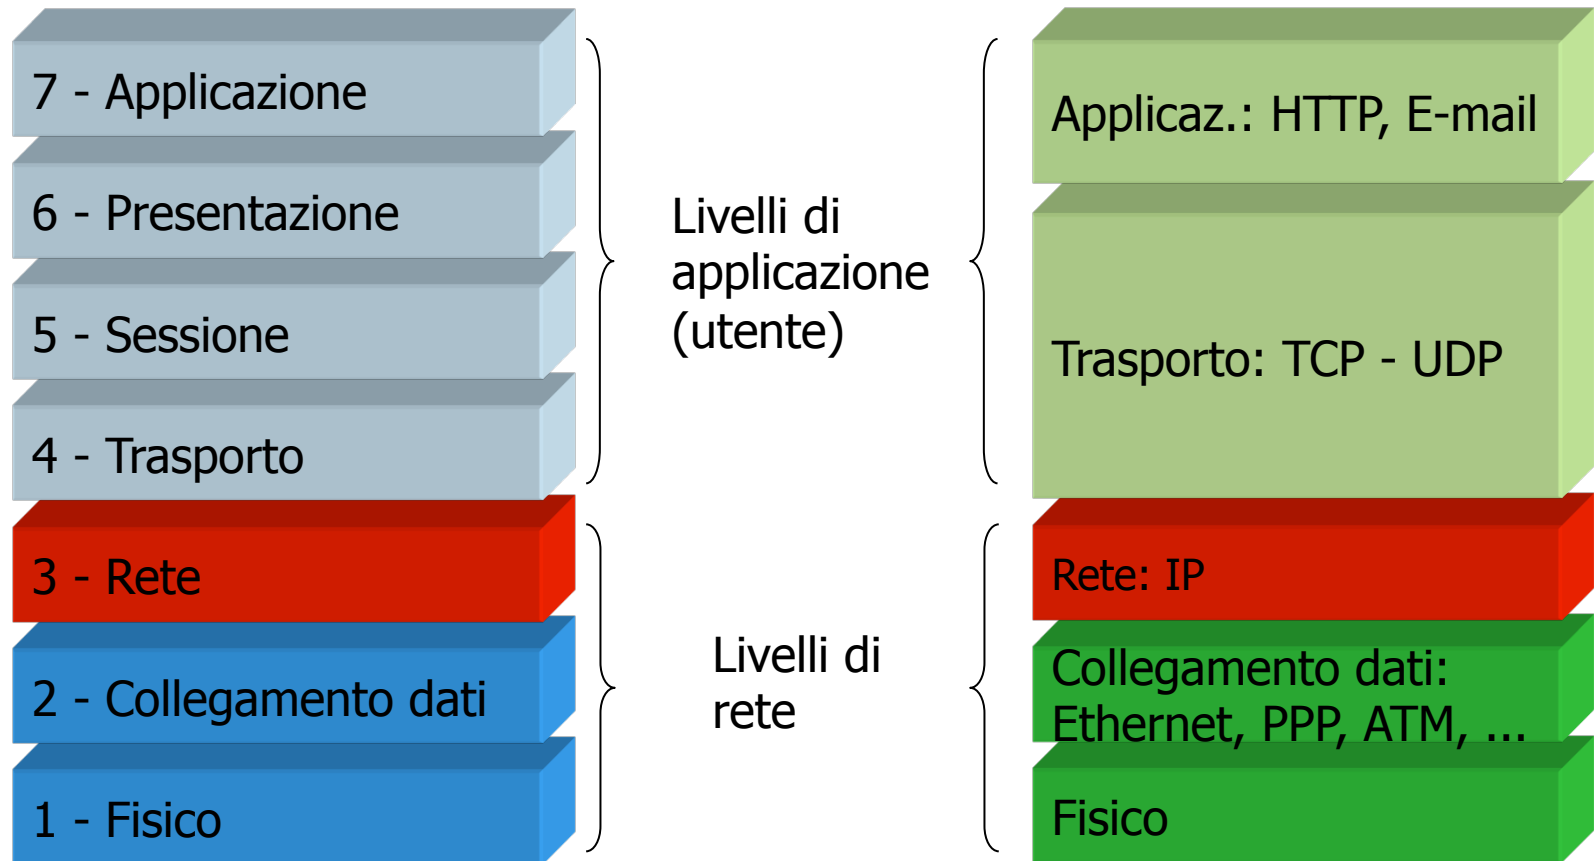 7 - Applicazione
6 - Presentazione
5 - Sessione
4 - Trasporto
3 - Rete
2 - Collegamento dati
1 - Fisico
Livelli di
applicazione
(utente)
Livelli di
rete
Applicaz.: HTTP, E-mail
Trasporto: TCP - UDP
Rete: IP
Collegamento dati:
Ethernet, PPP, ATM, ...
Fisico